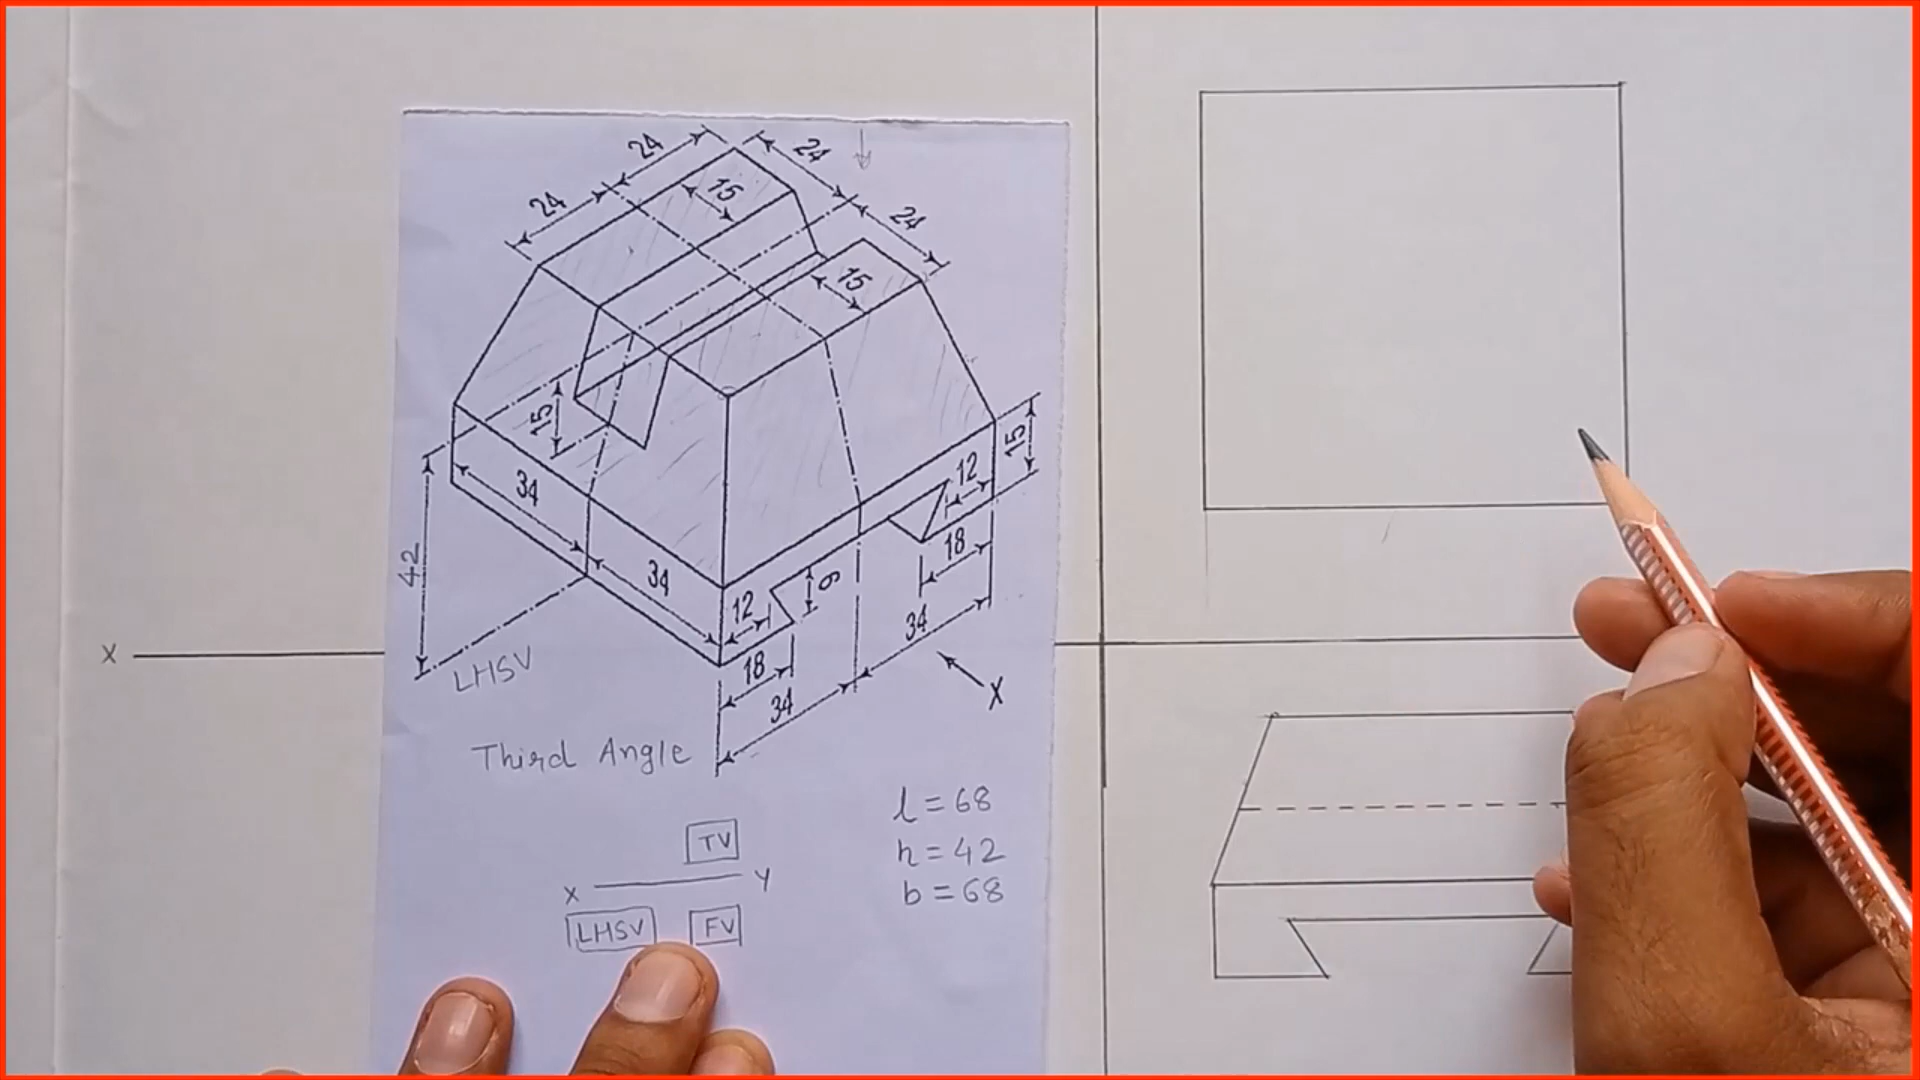 24
24
24
15
24
15
15
15
12
34
34
42
12
9
18
18
34
34
X
LHSV
X
Third Angle
l = 68
h = 42
b = 68
TV
X Y
LHSV FV